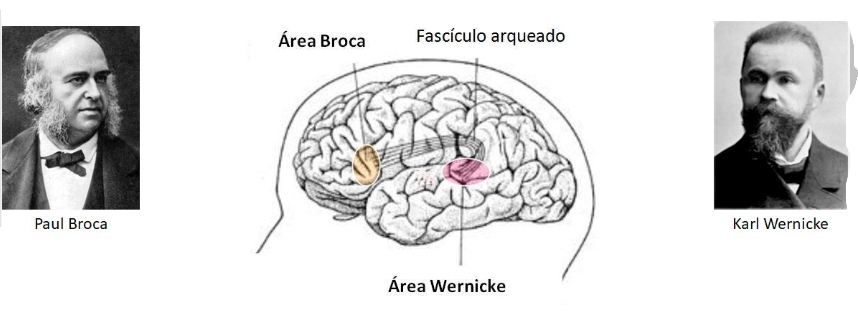 Área Broca
Fascículo arqueado
Paul Broca
Karl Wernicke
Área Wernicke